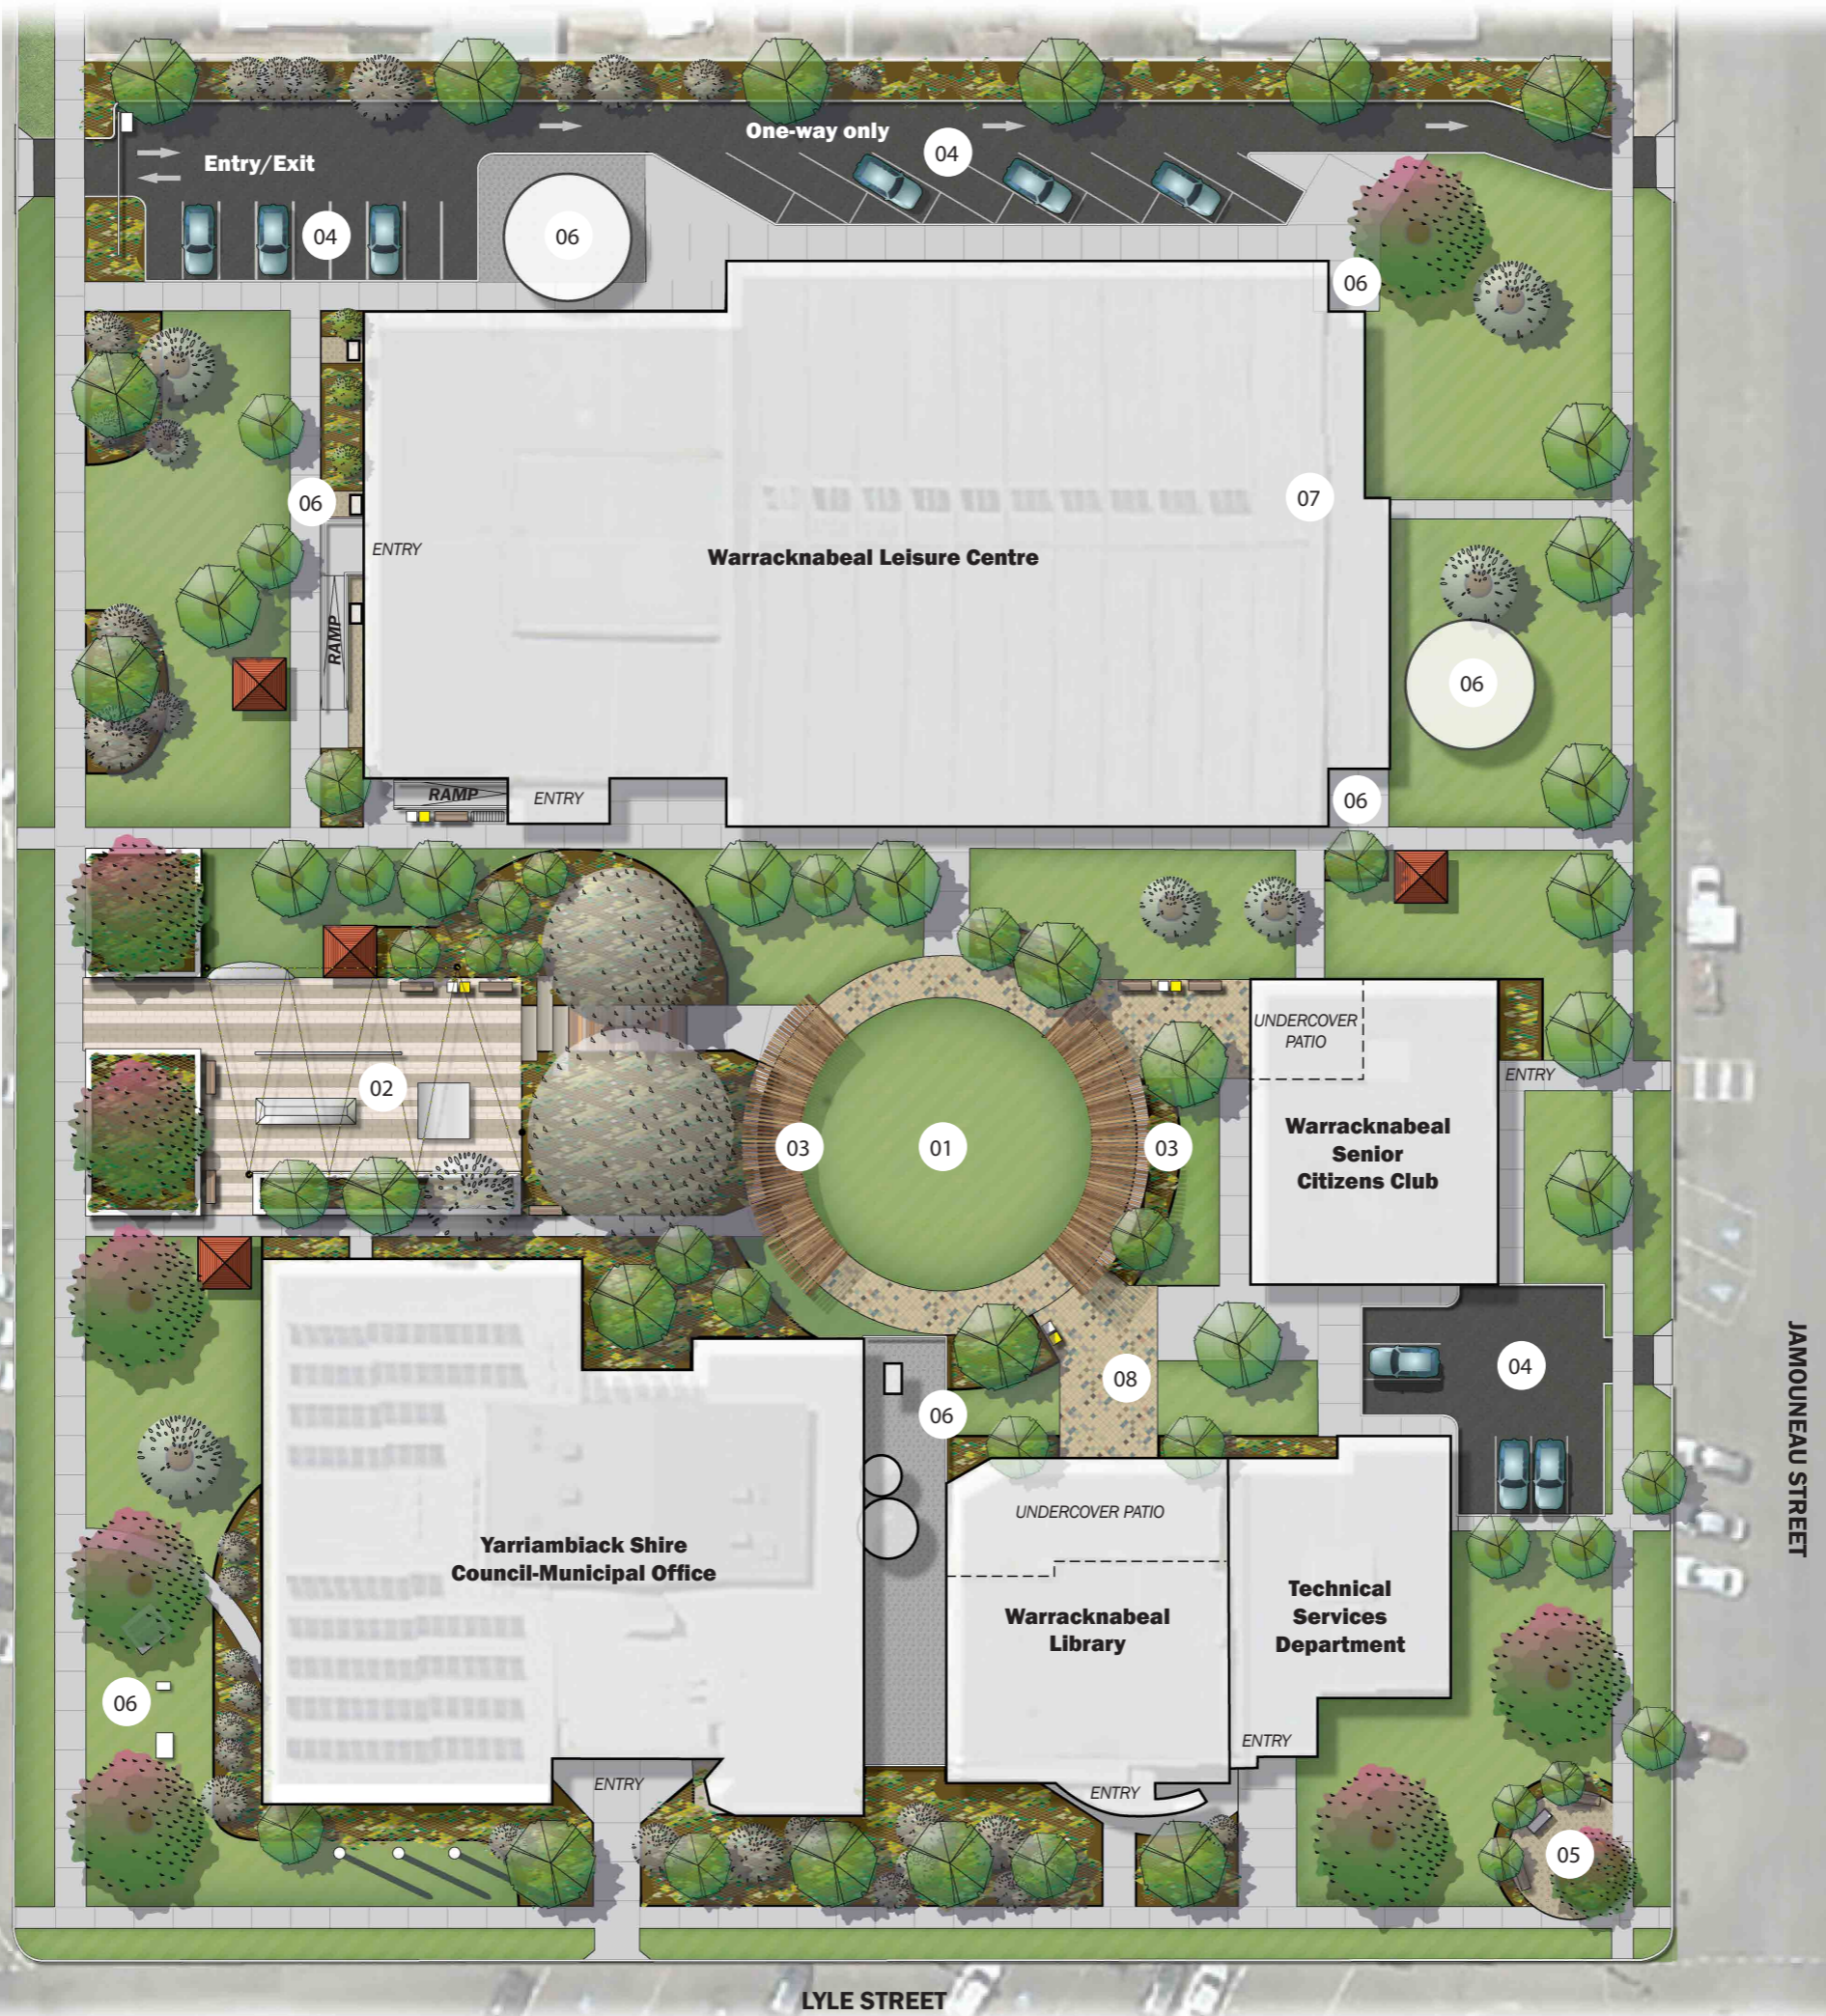 One-way only
04
Entry/Exit
04
06
06
06
07
ENTRY
Warracknabeal Leisure Centre
RAMP
06
RAMP
ENTRY
06
UNDERCOVER
PATIO
ENTRY
02
03
01
03
Warracknabeal
Senior
Citizens Club
04
JAMOUNEAU STREET
08
06
UNDERCOVER PATIO
Yarriambiack Shire
Council-Municipal Office
Warracknabeal
Library
Technical
Services
Department
06
ENTRY
ENTRY
ENTRY
05
LYLE STREET